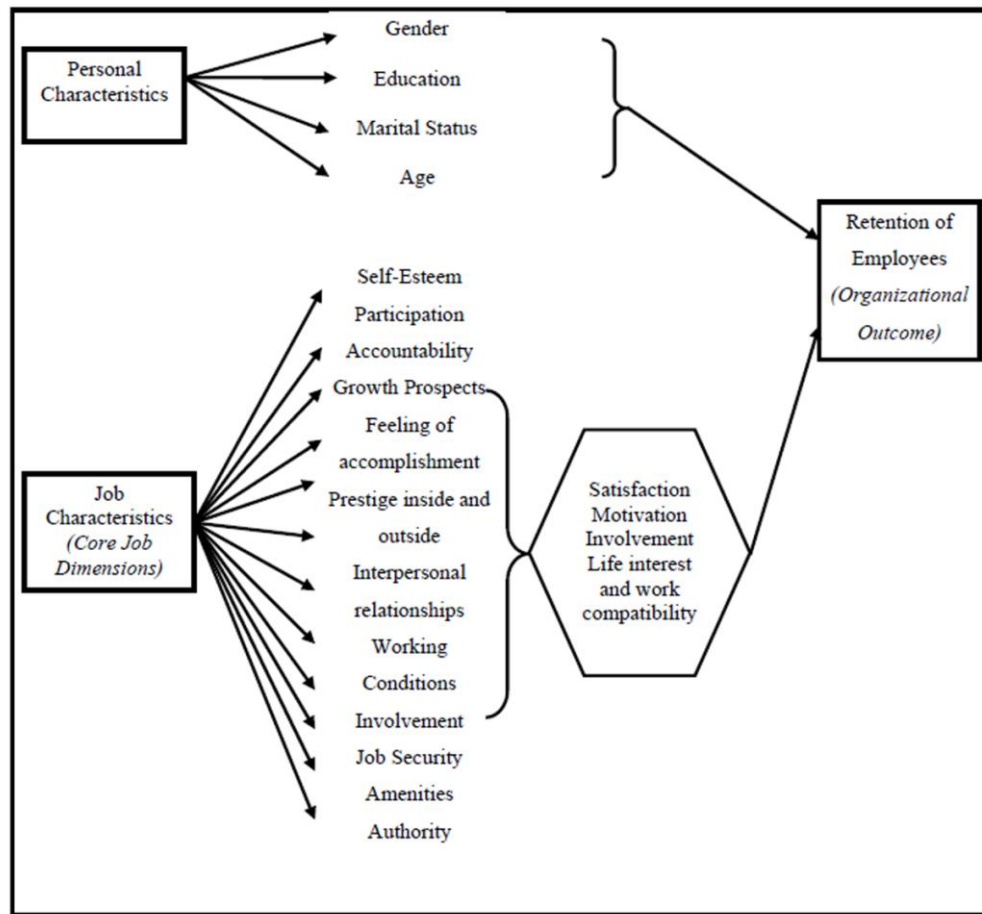 Personal
Characteristics
Gender
Education
Marital Status
Age
Job
Characteristics
(Core Job
Dimensions)
Self-Esteem
Participation
Accountability
Growth Prospects
Feeling of
accomplishment
Prestige inside and
outside
Interpersonal
relationships
Working
Conditions
Involvement
Job Security
Amenities
Authority
Satisfaction
Motivation
Involvement
Life interest
and work
compatibility
Retention of
Employees
(Organizational
Outcome)